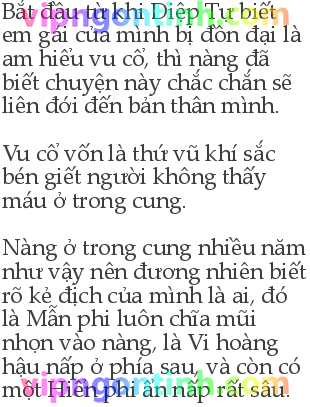 Bắt đầu từ khi Diệp Tư biết
em gái của mình bị đồn đại là
am hiểu vu cổ, thì nàng đã
biết chuyện này chắc chắn sẽ
liên đới đến bản thân mình.
Vu cổ vốn là thứ vũ khí sắc
bén giết người không thấy
máu ở trong cung.
Nàng ở trong cung nhiều năm
như vậy nên đương nhiên biết
rõ kẻ địch của mình là ai, đó
là Mẫn phi luôn chĩa mũi
nhọn vào nàng, là Vi hoàng
hậu nấp ở phía sau, và còn có
một Hiền phi ẩn nấp rất sâu.
vipngontinh.com
vipngontinh.com